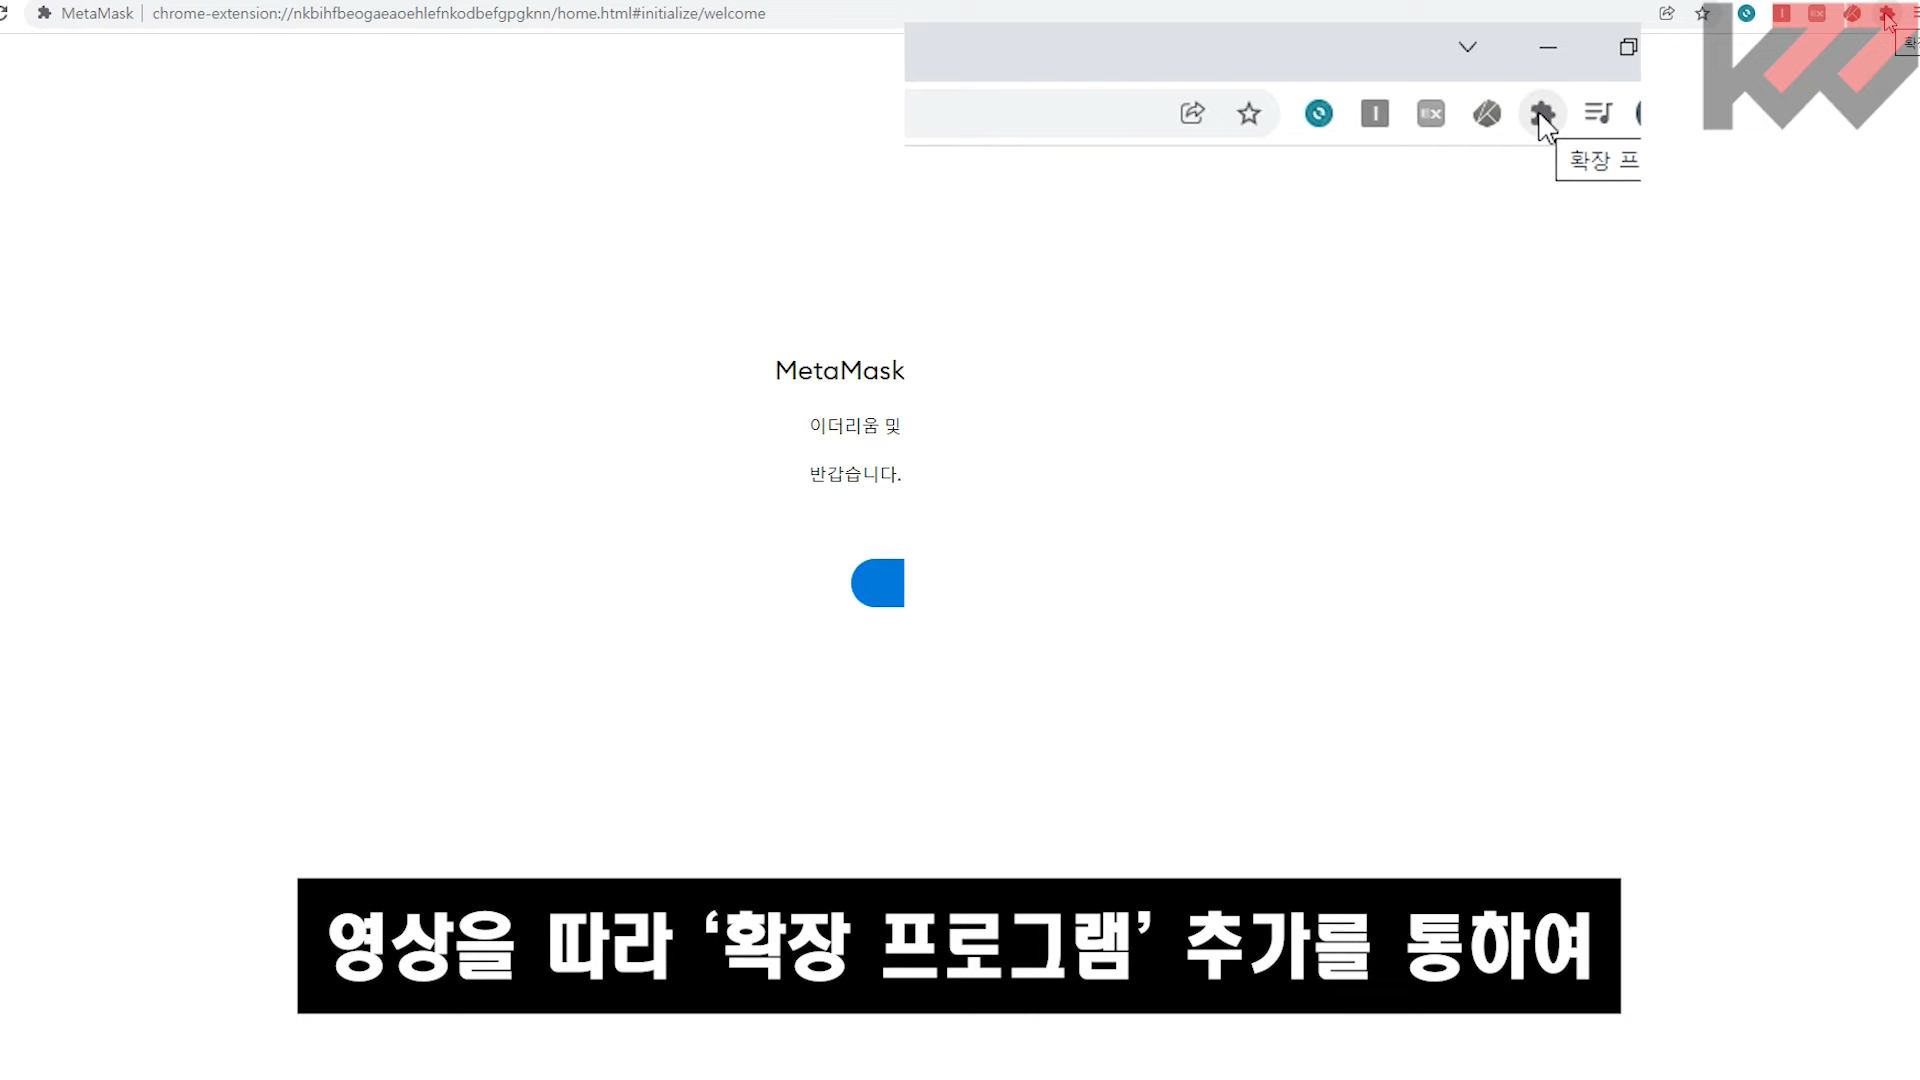 MetaMask | chrome-extension://nkbihfbeogaeaoehlefnkodbefgpgknn/home.html#initialize/welcome
I EX
확장 프
MetaMask
이더리움 및
반갑습니다.
영상을 따라 ‘확장 프로그램’ 추가를 통하여